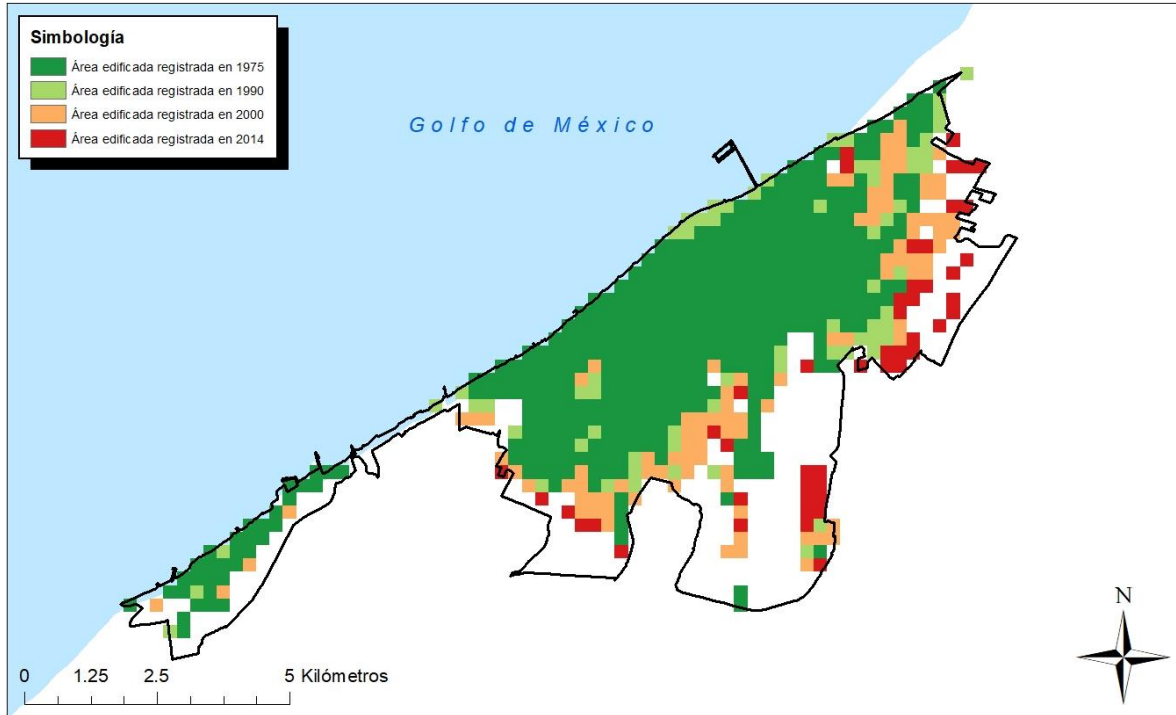 Simbología
Área edificada registrada en 1975
Área edificada registrada en 1990
Área edificada registrada en 2000
Área edificada registrada en 2014
Golfo de México
N
0 1.25 2.5 5 Kilómetros